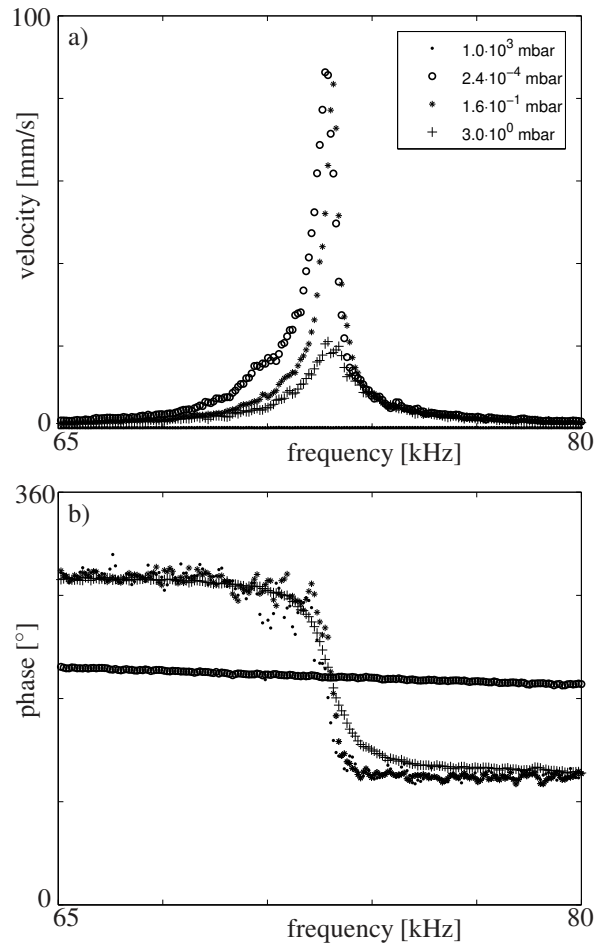 100
a)
1.0·10³ mbar
2.4·10⁻⁴ mbar
1.6·10⁻¹ mbar
3.0·10⁰ mbar
velocity [mm/s]
0
65
frequency [kHz]
80
360
b)
phase [°]
0
65
frequency [kHz]
80